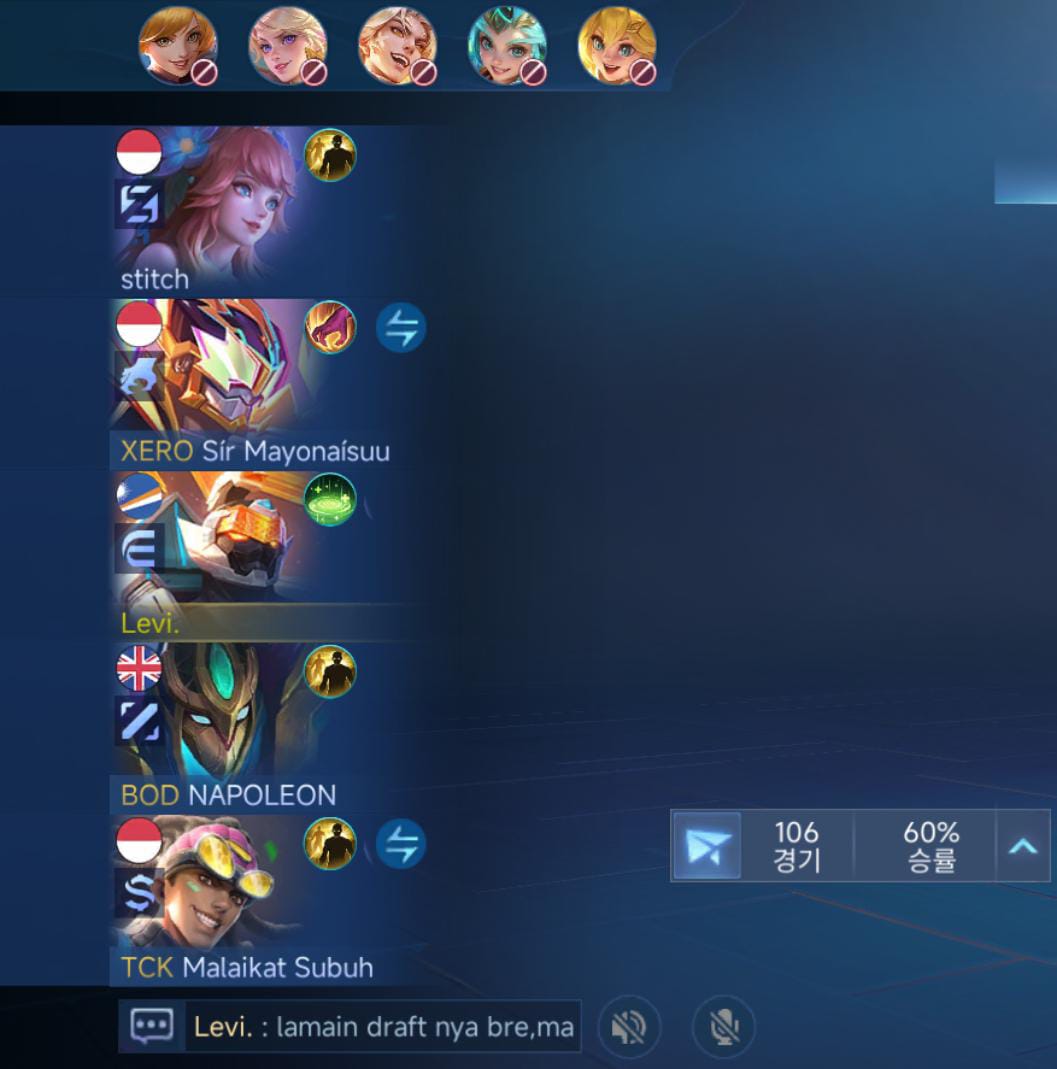 stitch
XERO Sír Mayonaísuu
Levi.
BOD NAPOLEON
106
경기
60%
승률
TCK Malaikat Subuh
Levi. : lamain draft nya bre,ma